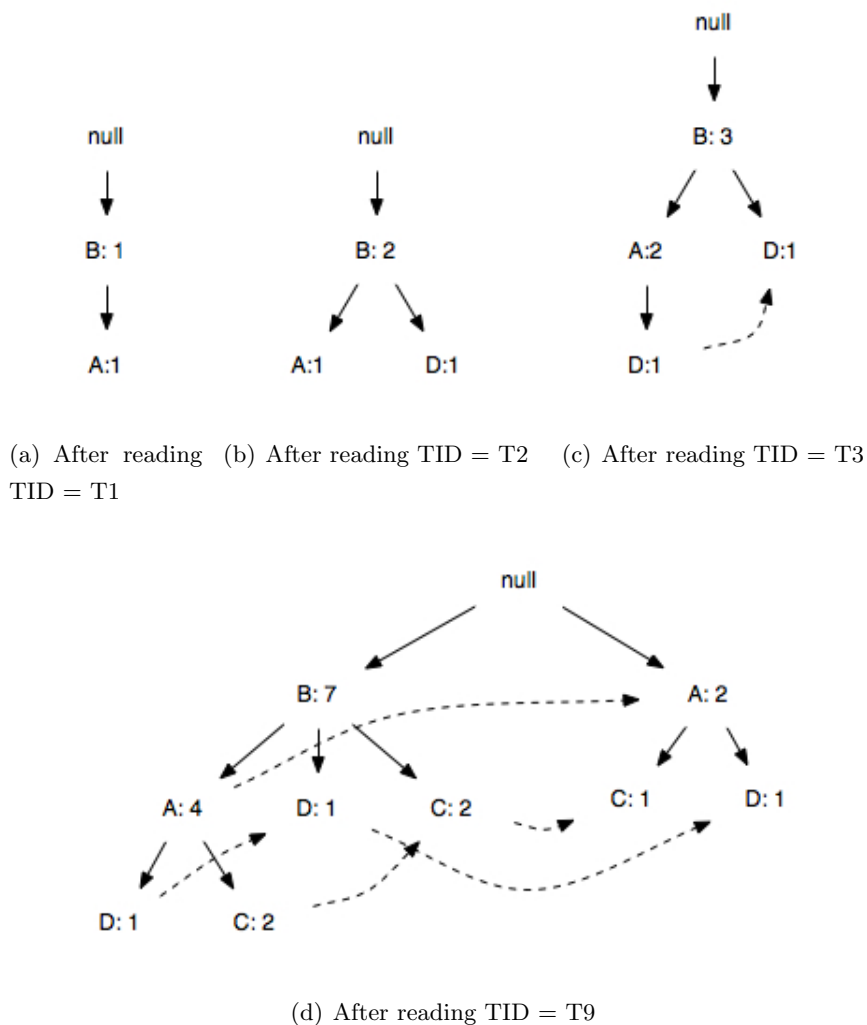 null
null
null
B: 3
B: 1
B: 2
A:2
D:1
A:1
A:1
D:1
D:1
(a) After reading
TID = T1
(b) After reading TID = T2
(c) After reading TID = T3
null
B: 7
A: 2
A: 4
D: 1
C: 2
C: 1
D: 1
D: 1
C: 2
(d) After reading TID = T9